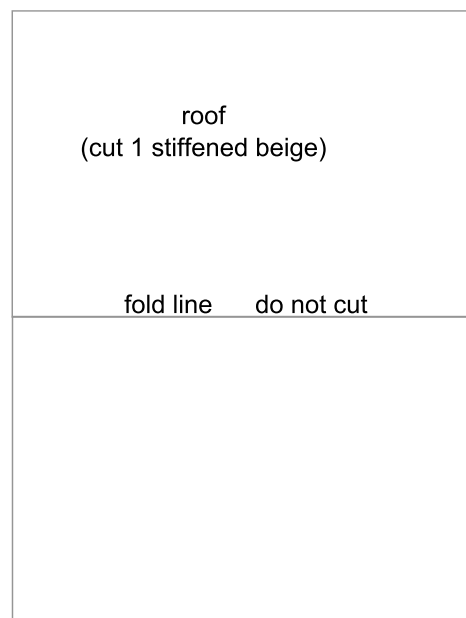 roof
(cut 1 stiffened beige)
fold line do not cut